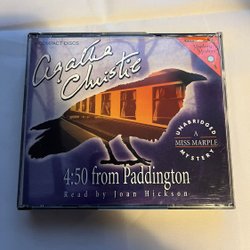 COMPACT DISCS
Agatha
Christie
UNABRIDGED
A
MISS MARPLE
MYSTERY
4:50 from Paddington
Read by Joan Hickson